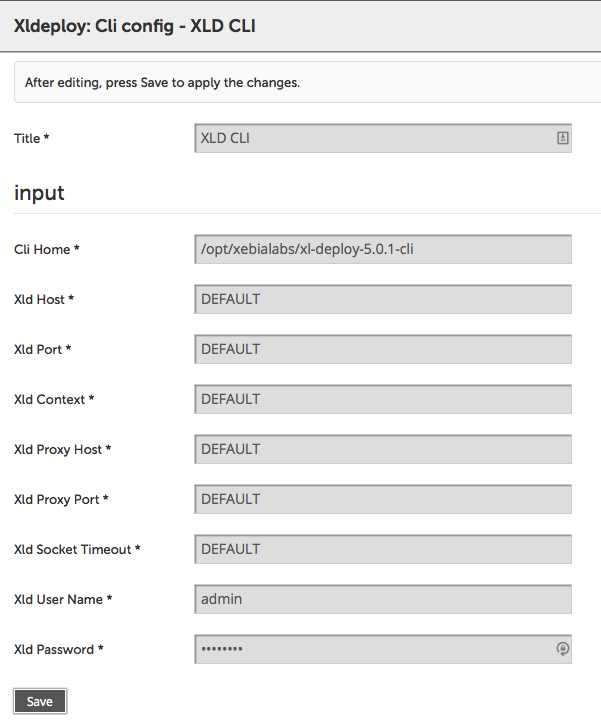 Xldeploy: Cli config - XLD CLI
After editing, press Save to apply the changes.
Title * XLD CLI
input
Cli Home * /opt/xebialabs/xl-deploy-5.0.1-cli
Xld Host * DEFAULT
Xld Port * DEFAULT
Xld Context * DEFAULT
Xld Proxy Host * DEFAULT
Xld Proxy Port * DEFAULT
Xld Socket Timeout * DEFAULT
Xld User Name * admin
Xld Password * ••••••••
Save